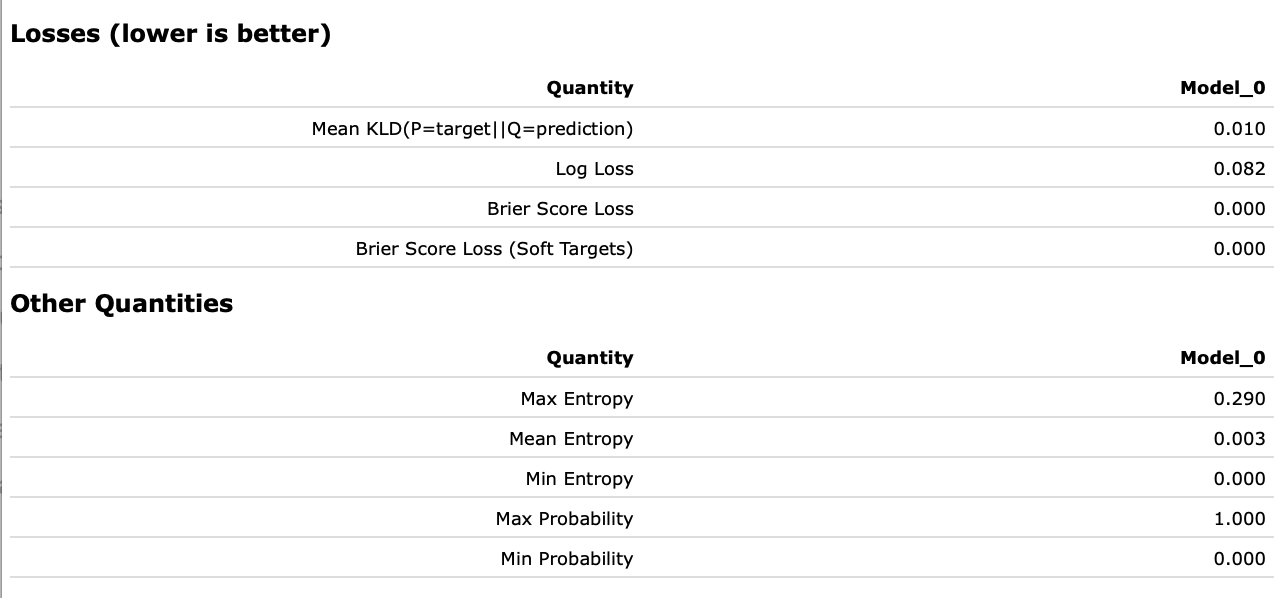 Losses (lower is better)
Quantity Model_0
Mean KLD(P=target||Q=prediction) 0.010
Log Loss 0.082
Brier Score Loss 0.000
Brier Score Loss (Soft Targets) 0.000
Other Quantities
Quantity Model_0
Max Entropy 0.290
Mean Entropy 0.003
Min Entropy 0.000
Max Probability 1.000
Min Probability 0.000